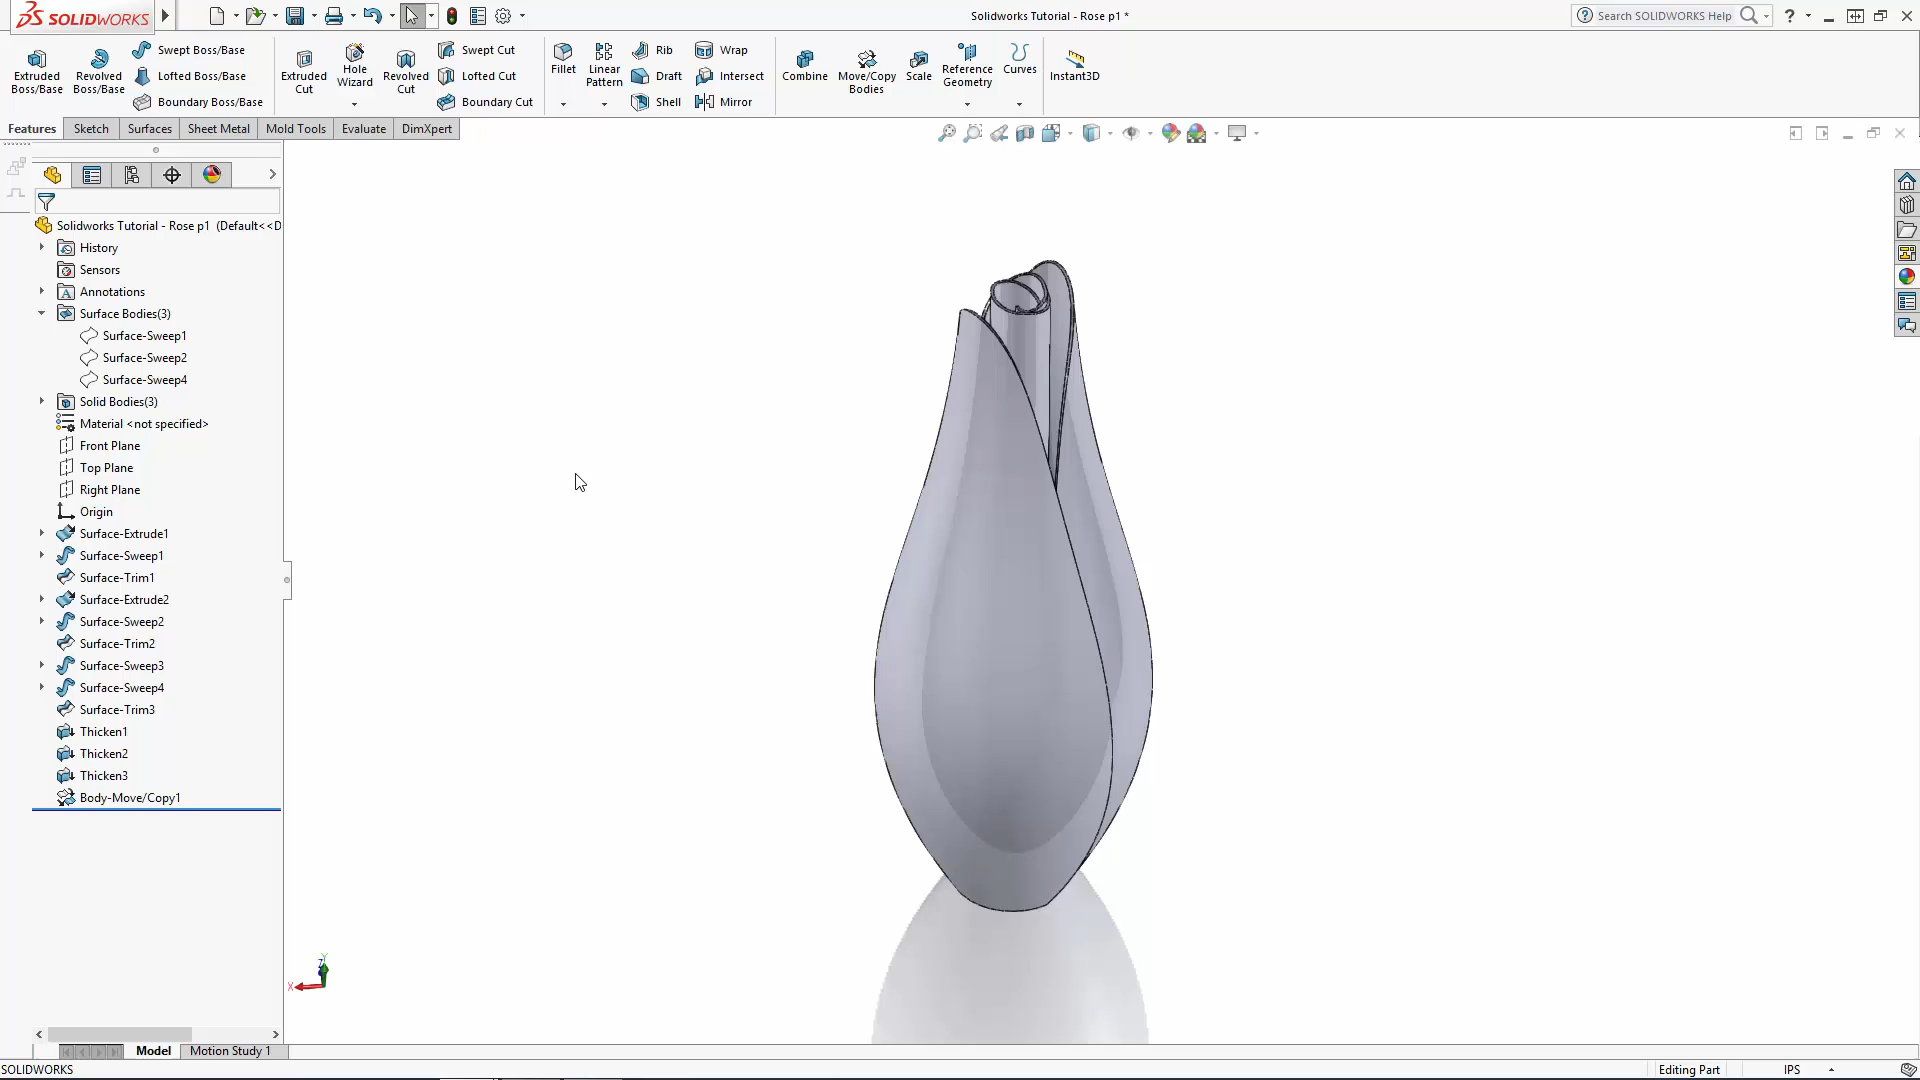 SOLIDWORKS
Solidworks Tutorial - Rose p1 *
Search SOLIDWORKS Help
Extruded Boss/Base
Revolved Boss/Base
Swept Boss/Base
Lofted Boss/Base
Boundary Boss/Base
Extruded Cut
Hole Wizard
Revolved Cut
Swept Cut
Lofted Cut
Boundary Cut
Fillet
Linear Pattern
Rib
Draft
Shell
Wrap
Intersect
Mirror
Combine
Move/Copy Bodies
Scale
Reference Geometry
Curves
Instant3D
Features
Sketch
Surfaces
Sheet Metal
Mold Tools
Evaluate
DimXpert
Solidworks Tutorial - Rose p1 (Default<<D
History
Sensors
Annotations
Surface Bodies(3)
Surface-Sweep1
Surface-Sweep2
Surface-Sweep4
Solid Bodies(3)
Material <not specified>
Front Plane
Top Plane
Right Plane
Origin
Surface-Extrude1
Surface-Sweep1
Surface-Trim1
Surface-Extrude2
Surface-Sweep2
Surface-Trim2
Surface-Sweep3
Surface-Sweep4
Surface-Trim3
Thicken1
Thicken2
Thicken3
Body-Move/Copy1
Y
Z
X
Model
Motion Study 1
SOLIDWORKS
Editing Part
IPS